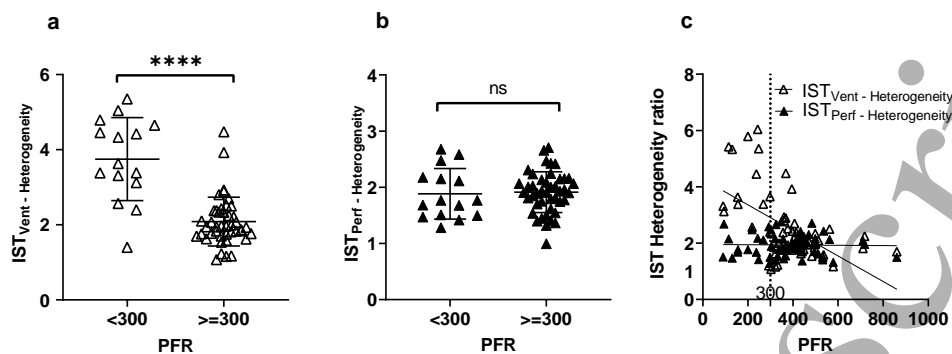 a
b
c
IST Vent - Heterogeneity
6
4
2
0
****
<300
>=300
PFR
IST Perf - Heterogeneity
4
3
2
1
0
ns
<300
>=300
PFR
IST Heterogeneity ratio
8
6
4
2
0
IST Vent - Heterogeneity
IST Perf - Heterogeneity
300
0 200 400 600 800 1000
PFR